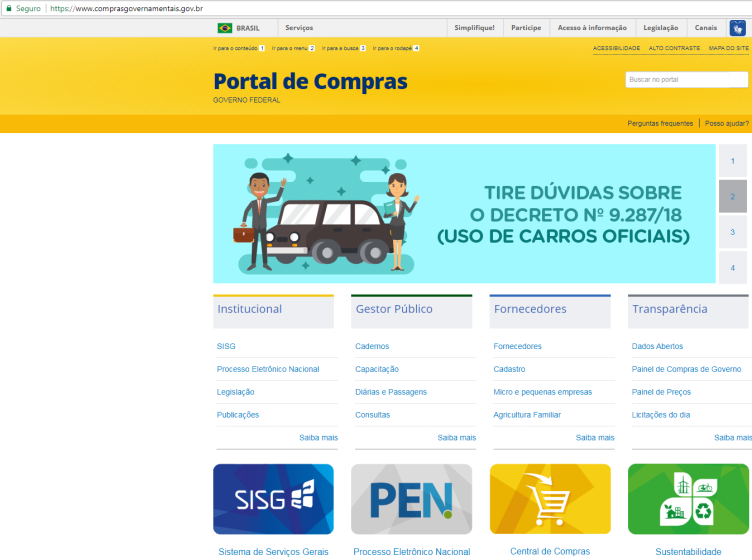 Seguro | https://www.comprasgovernamentais.gov.br
BRASIL Serviços Simplifique! Participe Acesso à informação Legislação Canais
Ir para o conteúdo 1 Ir para o menu 2 Ir para a busca 3 Ir para o rodapé 4 ACESSIBILIDADE ALTO CONTRASTE MAPA DO SITE
Portal de Compras
GOVERNO FEDERAL
Buscar no portal
Perguntas frequentes | Posso ajudar?
TIRE DÚVIDAS SOBRE
O DECRETO Nº 9.287/18
(USO DE CARROS OFICIAIS)
1
2
3
4
Institucional Gestor Público Fornecedores Transparência
SISG Cadernos Fornecedores Dados Abertos
Processo Eletrônico Nacional Capacitação Cadastro Painel de Compras de Governo
Legislação Diárias e Passagens Micro e pequenas empresas Painel de Preços
Publicações Consultas Agricultura Familiar Licitações do dia
Saiba mais Saiba mais Saiba mais Saiba mais
SISG PEN
Sistema de Serviços Gerais Processo Eletrônico Nacional Central de Compras Sustentabilidade